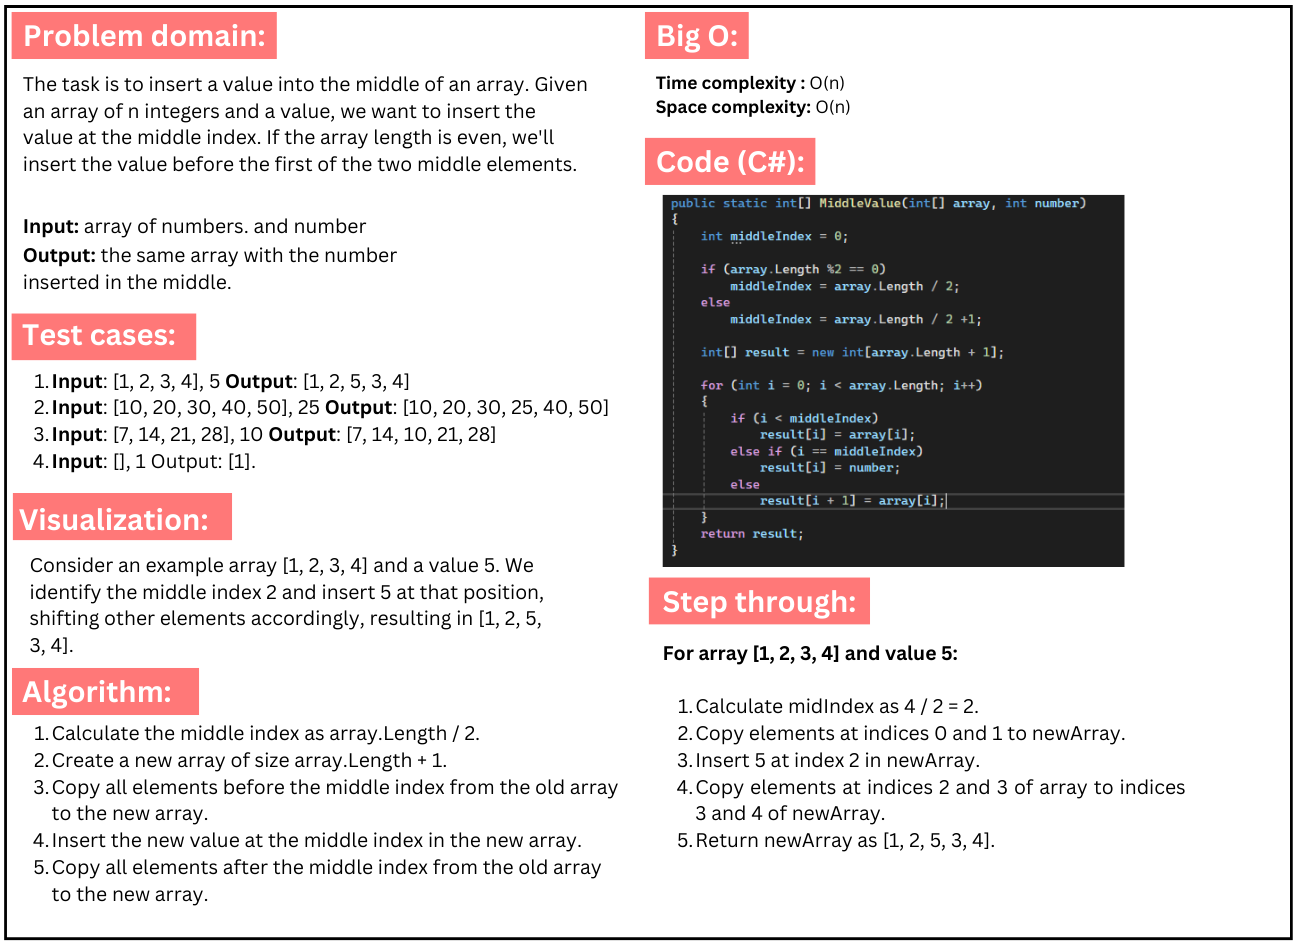 Problem domain:
The task is to insert a value into the middle of an array. Given
an array of n integers and a value, we want to insert the
value at the middle index. If the array length is even, we'll
insert the value before the first of the two middle elements.
Input: array of numbers. and number
Output: the same array with the number
inserted in the middle.
Test cases:
1. Input: [1, 2, 3, 4], 5 Output: [1, 2, 5, 3, 4]
2. Input: [10, 20, 30, 40, 50], 25 Output: [10, 20, 30, 25, 40, 50]
3. Input: [7, 14, 21, 28], 10 Output: [7, 14, 10, 21, 28]
4. Input: [], 1 Output: [1].
Visualization:
Consider an example array [1, 2, 3, 4] and a value 5. We
identify the middle index 2 and insert 5 at that position,
shifting other elements accordingly, resulting in [1, 2, 5,
3, 4].
Algorithm:
1. Calculate the middle index as array.Length / 2.
2. Create a new array of size array.Length + 1.
3. Copy all elements before the middle index from the old array
to the new array.
4. Insert the new value at the middle index in the new array.
5. Copy all elements after the middle index from the old array
to the new array.
Big O:
Time complexity : O(n)
Space complexity: O(n)
Code (C#):
public static int[] MiddleValue(int[] array, int number)
{
int middleIndex = 0;
if (array.Length %2 == 0)
middleIndex = array.Length / 2;
else
middleIndex = array.Length / 2 +1;
int[] result = new int[array.Length + 1];
for (int i = 0; i < array.Length; i++)
{
if (i < middleIndex)
result[i] = array[i];
else if (i == middleIndex)
result[i] = number;
else
result[i + 1] = array[i];
}
return result;
}
Step through:
For array [1, 2, 3, 4] and value 5:
1. Calculate midIndex as 4 / 2 = 2.
2. Copy elements at indices 0 and 1 to newArray.
3. Insert 5 at index 2 in newArray.
4. Copy elements at indices 2 and 3 of array to indices
3 and 4 of newArray.
5. Return newArray as [1, 2, 5, 3, 4].